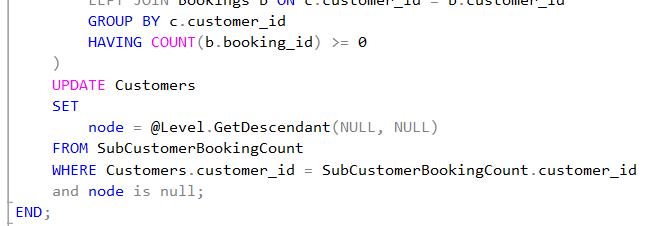 LEFT JOIN Bookings b ON c.customer_id = b.customer_id
GROUP BY c.customer_id
HAVING COUNT(b.booking_id) >= 0
)
UPDATE Customers
SET
node = @Level.GetDescendant(NULL, NULL)
FROM SubCustomerBookingCount
WHERE Customers.customer_id = SubCustomerBookingCount.customer_id
and node is null;
END;